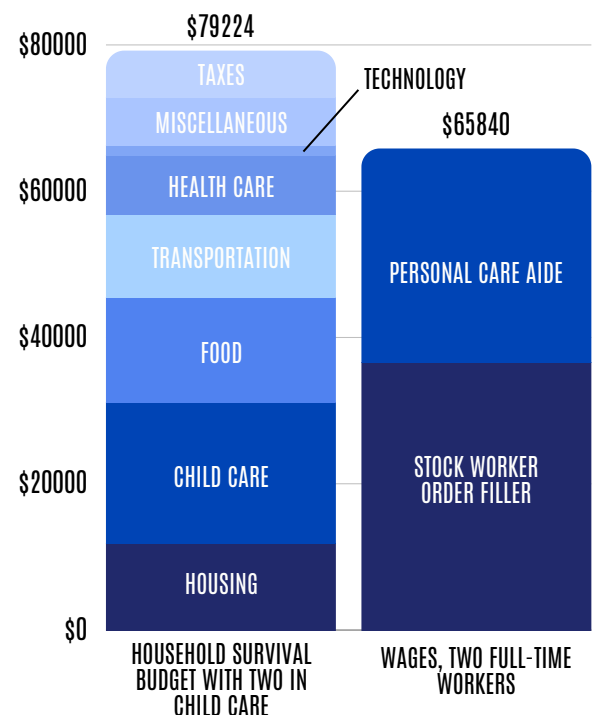 $79224
$80000
TAXES
TECHNOLOGY
MISCELLANEOUS
$65840
$60000
HEALTH CARE
TRANSPORTATION
PERSONAL CARE AIDE
$40000
FOOD
CHILD CARE
$20000
STOCK WORKER
ORDER FILLER
HOUSING
$0
HOUSEHOLD SURVIVAL
BUDGET WITH TWO IN
CHILD CARE
WAGES, TWO FULL-TIME
WORKERS